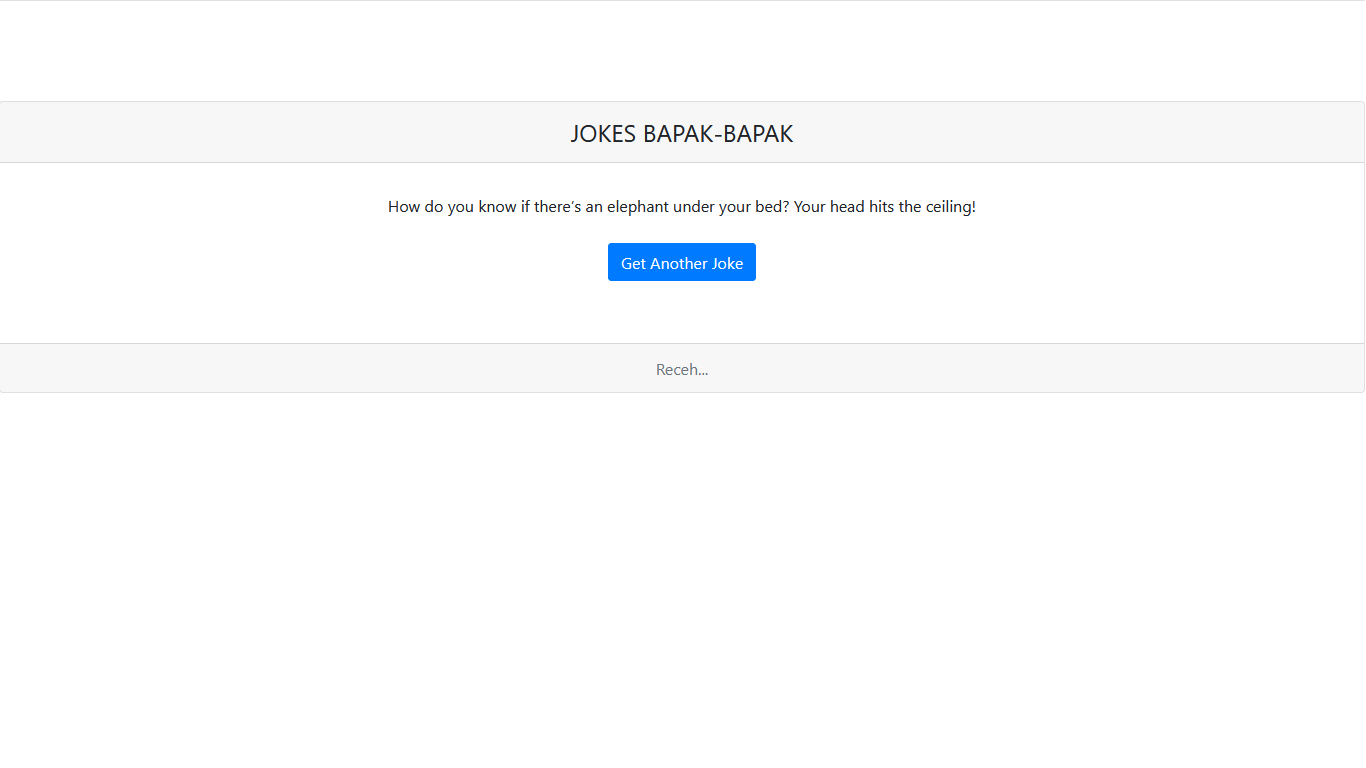 JOKES BAPAK-BAPAK
How do you know if there's an elephant under your bed? Your head hits the ceiling!
Get Another Joke
Receh...